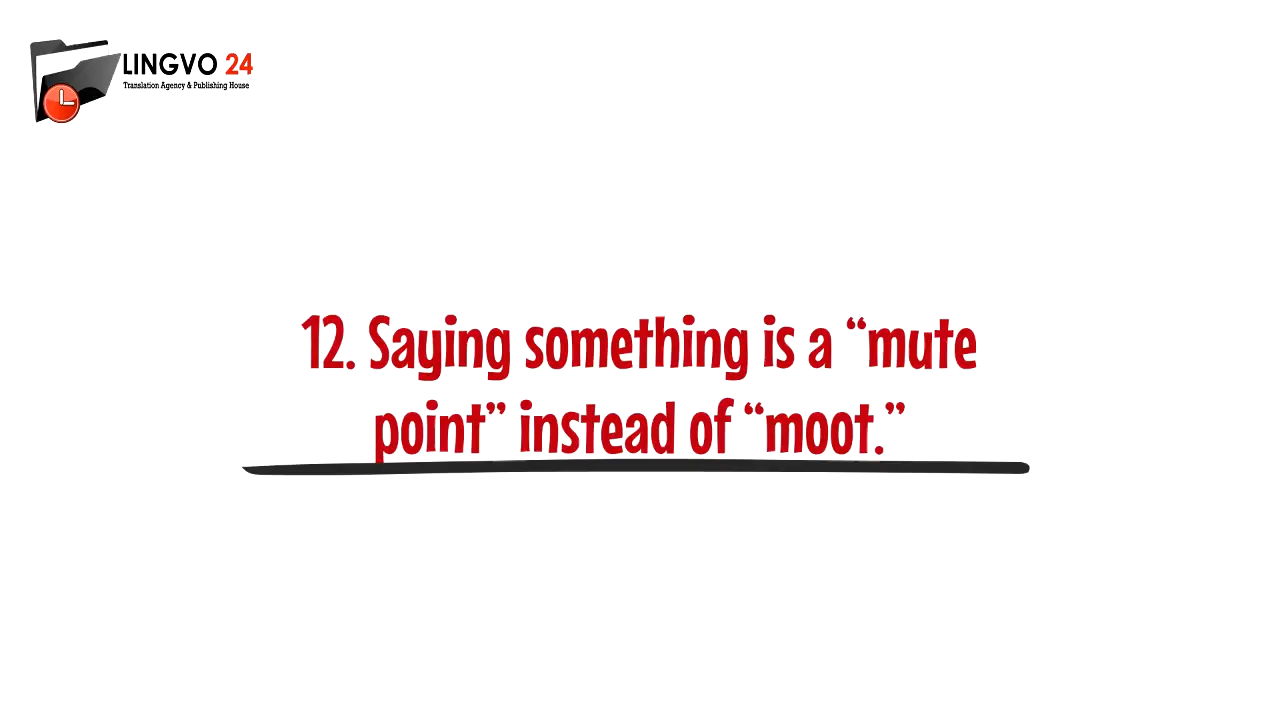 LINGVO 24
Translation Agency & Publishing House
12. Saying something is a “mute
point” instead of “moot.”